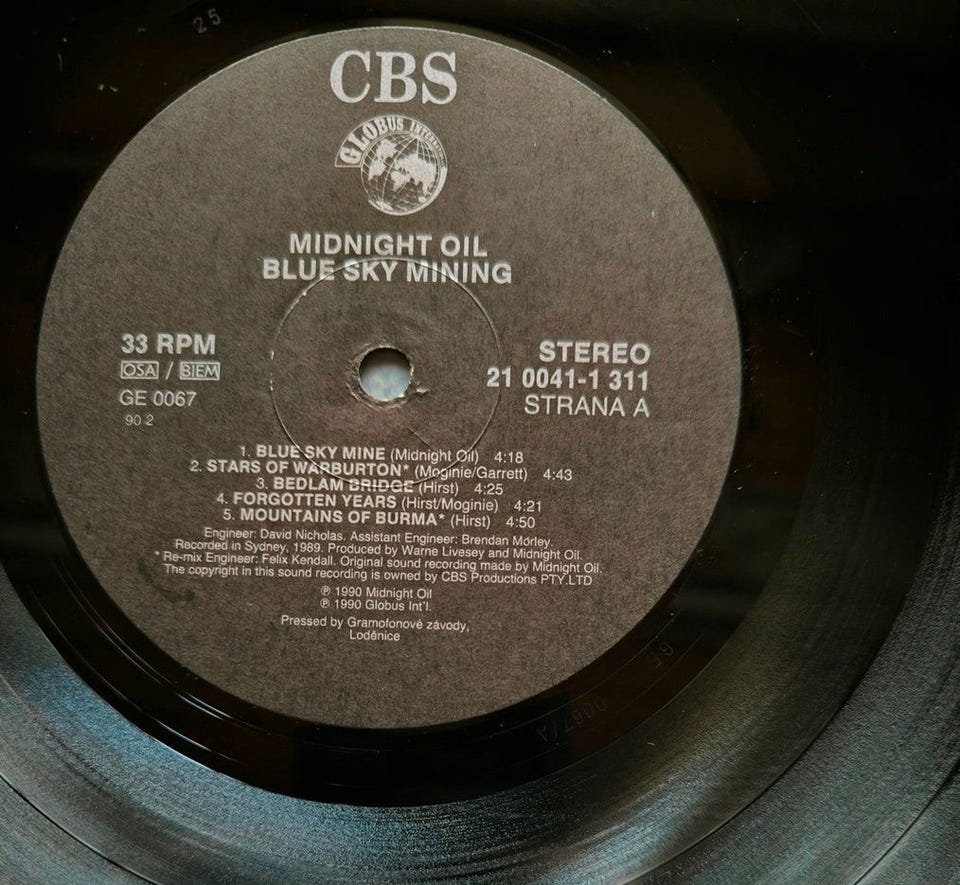 25
CBS
GLOBUS
MIDNIGHT OIL
BLUE SKY MINING
33 RPM
OSA / BIEM
GE 0067
90 2
STEREO
21 0041-1 311
STRANA A
1. BLUE SKY MINE (Midnight Oil) 4:18
2. STARS OF WARBURTON* (Moginie/Garrett) 4:43
3. BEDLAM BRIDGE (Hirst) 4:25
4. FORGOTTEN YEARS (Hirst/Moginie) 4:21
5. MOUNTAINS OF BURMA* (Hirst) 4:50
Engineer: David Nicholas. Assistant Engineer: Brendan Morley.
Recorded in Sydney, 1989. Produced by Warne Livesey and Midnight Oil.
* Re-mix Engineer: Felix Kendall. Original sound recording made by Midnight Oil.
The copyright in this sound recording is owned by CBS Productions PTY.LTD
℗ 1990 Midnight Oil
℗ 1990 Globus Int'l.
Pressed by Gramofonové závody,
Loděnice
GE 0067/A